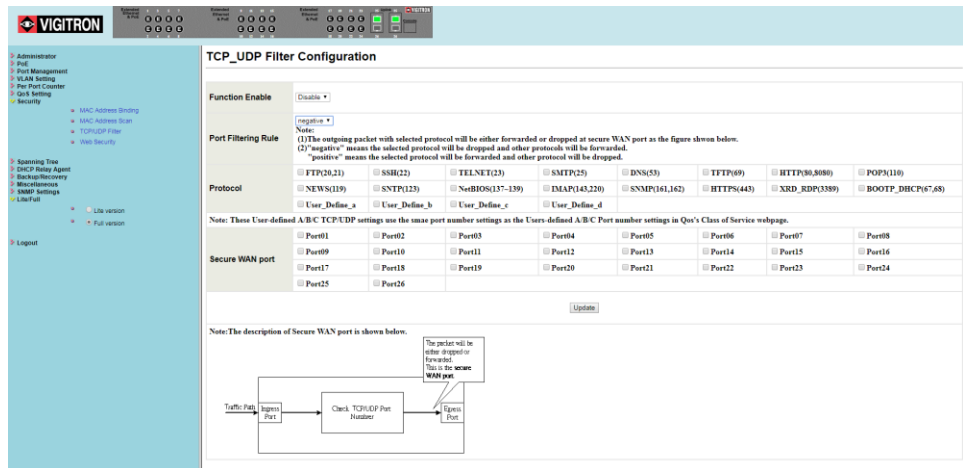 VIGITRON
Administrator
PoE
Port Management
VLAN Setting
Per Port Counter
QoS Setting
Security
MAC Address Binding
MAC Address Scan
TCP/UDP Filter
Web Security
Spanning Tree
DHCP Relay Agent
Backup/Recovery
Miscellaneous
SNMP Settings
Lite/Full
Lite version
Full version
Logout
TCP_UDP Filter Configuration
Function Enable
Disable
Port Filtering Rule
negative
Note:
(1)The outgoing packet with selected protocol will be either forwarded or dropped at secure WAN port as the figure shwon below.
(2)"negative" means the selected protocol will be dropped and other protocols will be forwarded.
"positive" means the selected protocol will be forwarded and other protocol will be dropped.
Protocol
FTP(20,21) SSH(22) TELNET(23) SMTP(25) DNS(53) TFTP(69) HTTP(80,8080) POP3(110)
NEWS(119) SNTP(123) NetBIOS(137~139) IMAP(143,220) SNMP(161,162) HTTPS(443) XRD_RDP(3389) BOOTP_DHCP(67,68)
User_Define_a User_Define_b User_Define_c User_Define_d
Note: These User-defined A/B/C TCP/UDP settings use the smae port number settings as the Users-defined A/B/C Port number settings in Qos's Class of Service webpage.
Secure WAN port
Port01 Port02 Port03 Port04 Port05 Port06 Port07 Port08
Port09 Port10 Port11 Port12 Port13 Port14 Port15 Port16
Port17 Port18 Port19 Port20 Port21 Port22 Port23 Port24
Port25 Port26
Update
Note:The description of Secure WAN port is shown below.
The packet will be
either dropped or
forwarded.
This is the secure
WAN port
Traffic Path
Ingress
Port
Check TCP/UDP Port
Number
Egress
Port